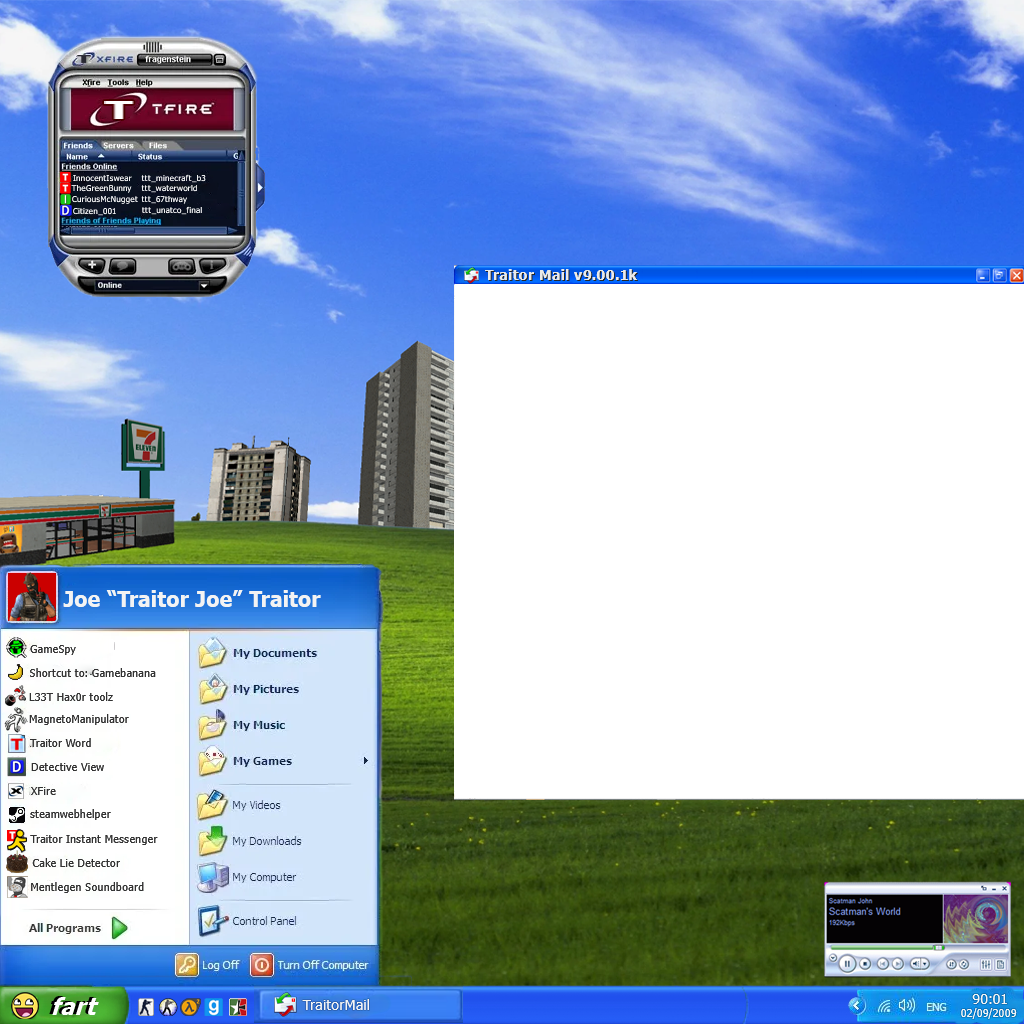 XFIRE fragenstein
Xfire Tools Help
T TFIRE
Friends Servers Files
Name Status G
Friends Online
T InnocentIswear ttt_minecraft_b3
T TheGreenBunny ttt_waterworld
I CuriousMcNugget ttt_67thway
D Citizen_001 ttt_unatco_final
Friends of Friends Playing
Online
Traitor Mail v9.00.1k
7
ELEVEN
Joe “Traitor Joe” Traitor
GameSpy
Shortcut to: Gamebanana
L33T Hax0r toolz
MagnetoManipulator
T Traitor Word
D Detective View
XFire
steamwebhelper
Traitor Instant Messenger
Cake Lie Detector
Mentlegen Soundboard
All Programs
My Documents
My Pictures
My Music
My Games
My Videos
My Downloads
My Computer
Control Panel
Log Off Turn Off Computer
Scatman John
Scatman's World
192Kbps
fart
g
TraitorMail
ENG
90:01
02/09/2009